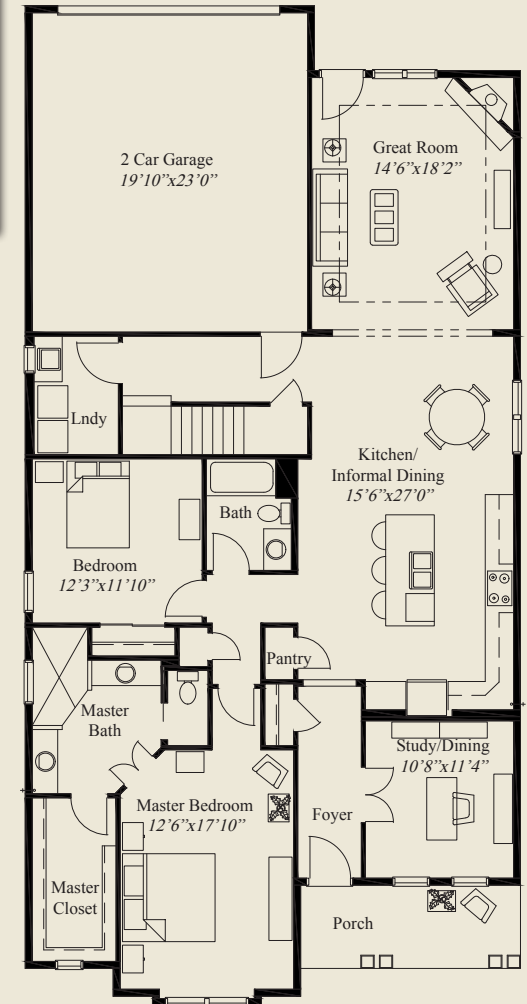 2 Car Garage
19’10”x23’0”
Great Room
14’6”x18’2”
Lndy
Kitchen/
Informal Dining
15’6”x27’0”
Bath
Bedroom
12’3”x11’10”
Pantry
Master
Bath
Study/Dining
10’8”x11’4”
Master Bedroom
12’6”x17’10”
Foyer
Master
Closet
Porch